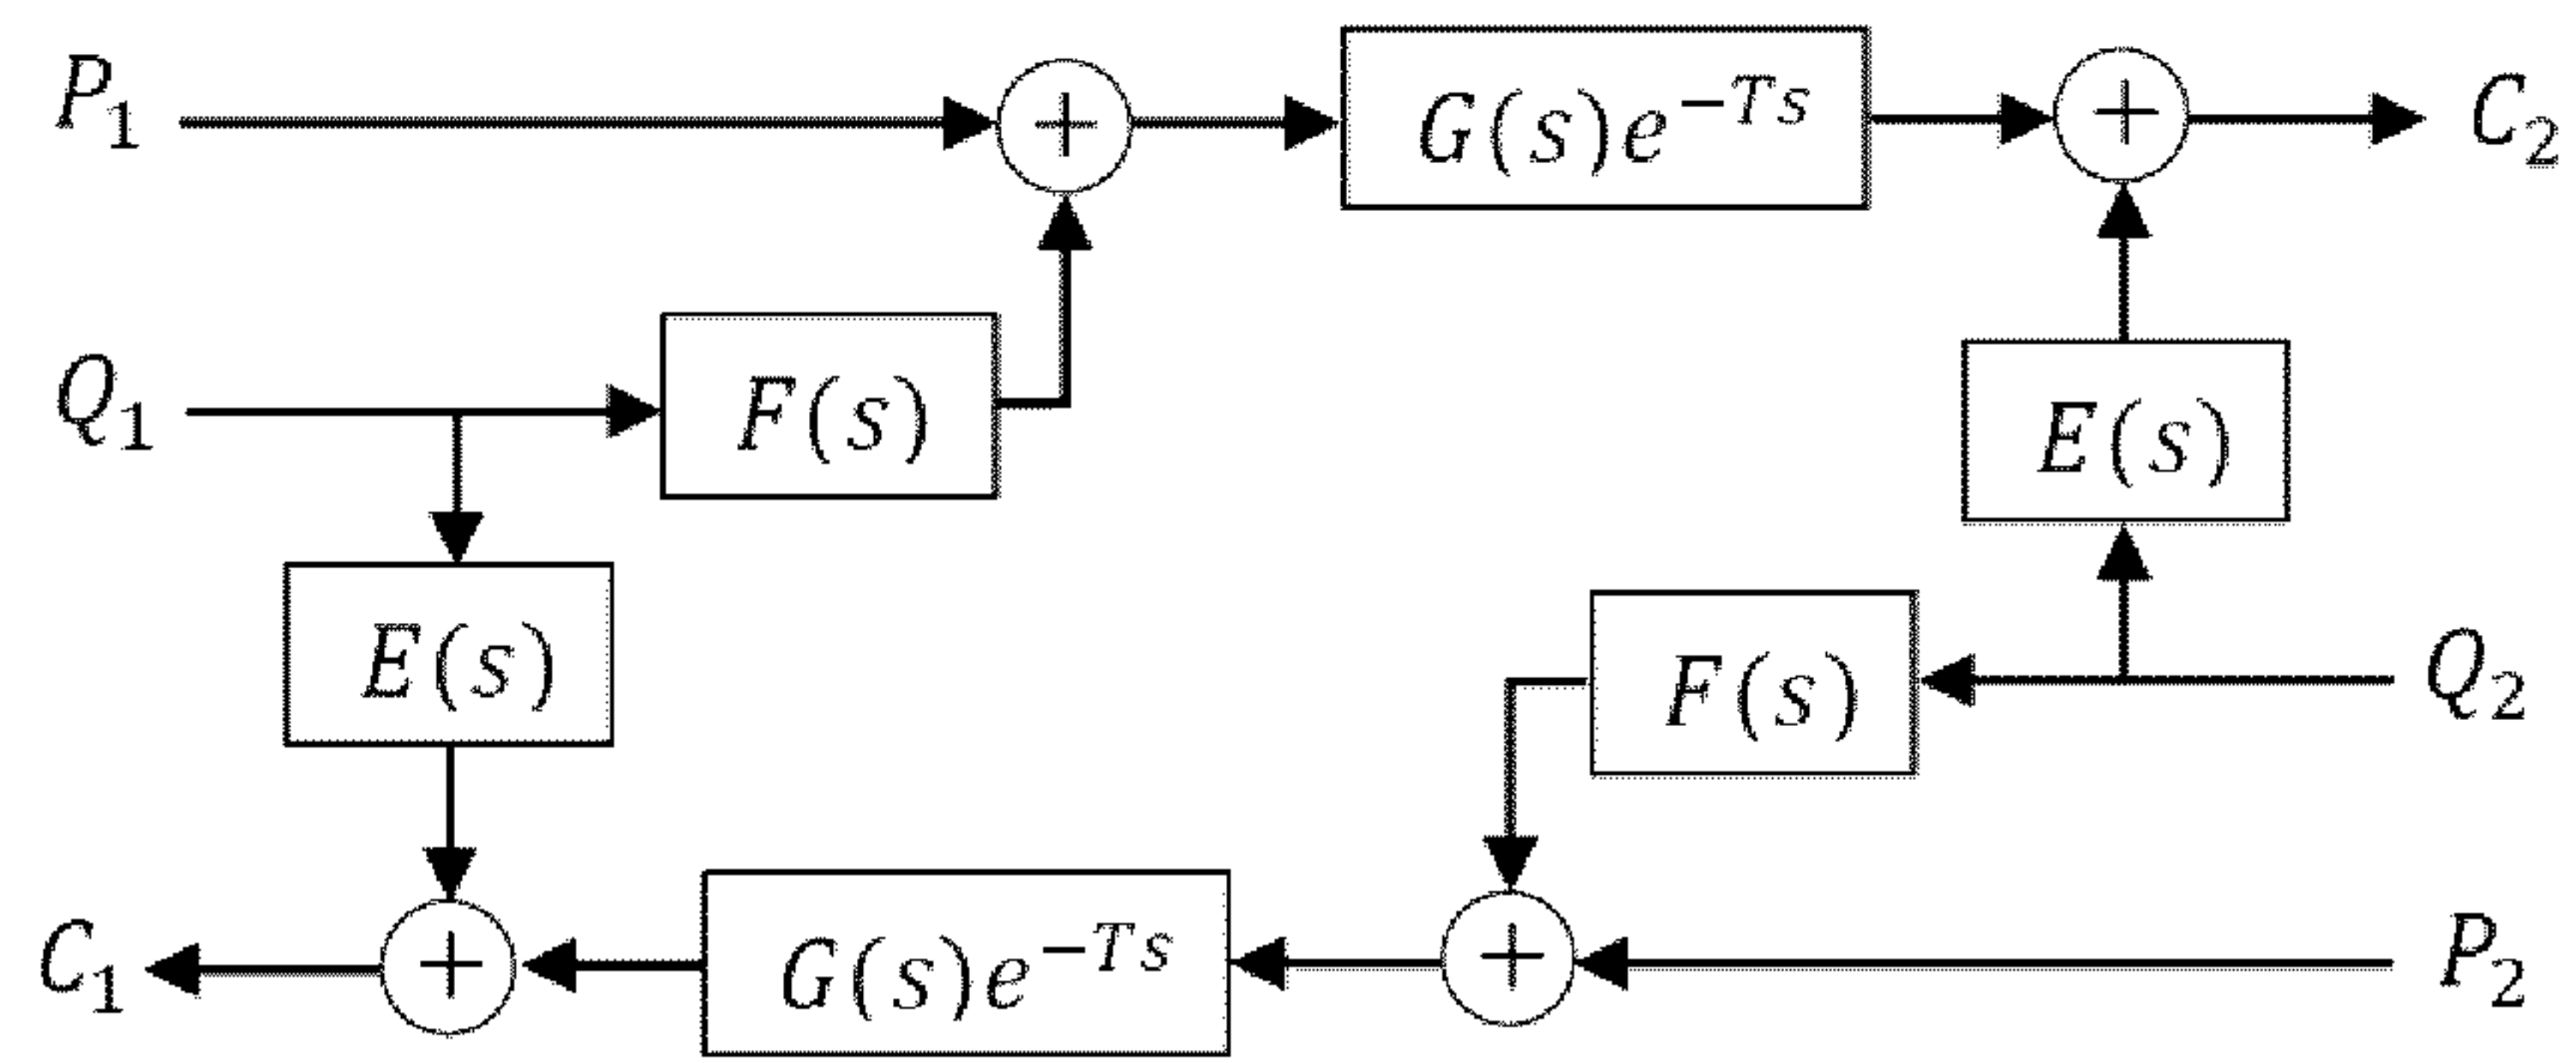 P₁
+
G(s)e^{-Ts}
+
C₂
Q₁
F(s)
E(s)
E(s)
F(s)
Q₂
C₁
+
G(s)e^{-Ts}
+
P₂